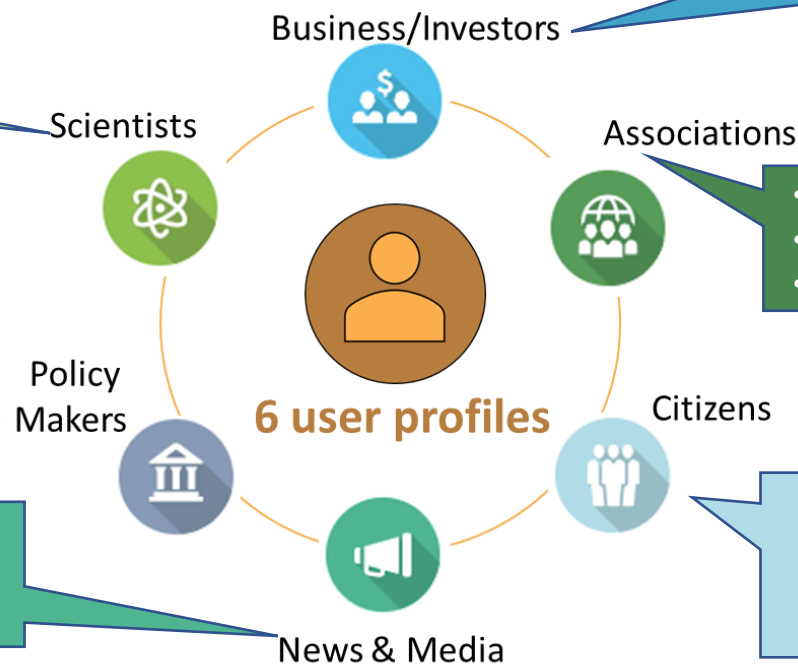 Business/Investors
Scientists
Associations
$
Policy
Makers
6 user profiles
Citizens
News & Media